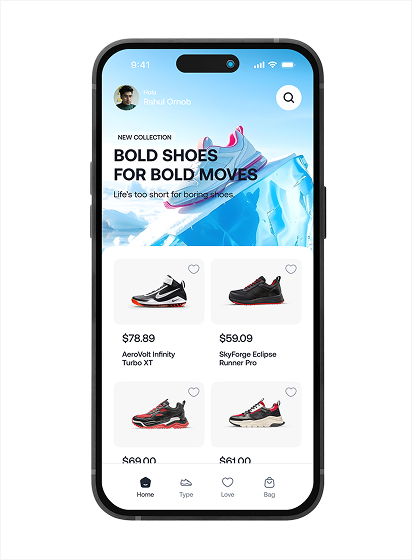 9:41
Hola
Rahul Ornob
NEW COLLECTION
BOLD SHOES
FOR BOLD MOVES
Life's too short for boring shoes.
$78.89
$59.09
AeroVolt Infinity
Turbo XT
SkyForge Eclipse
Runner Pro
$69.00
$61.00
Home
Type
Love
Bag